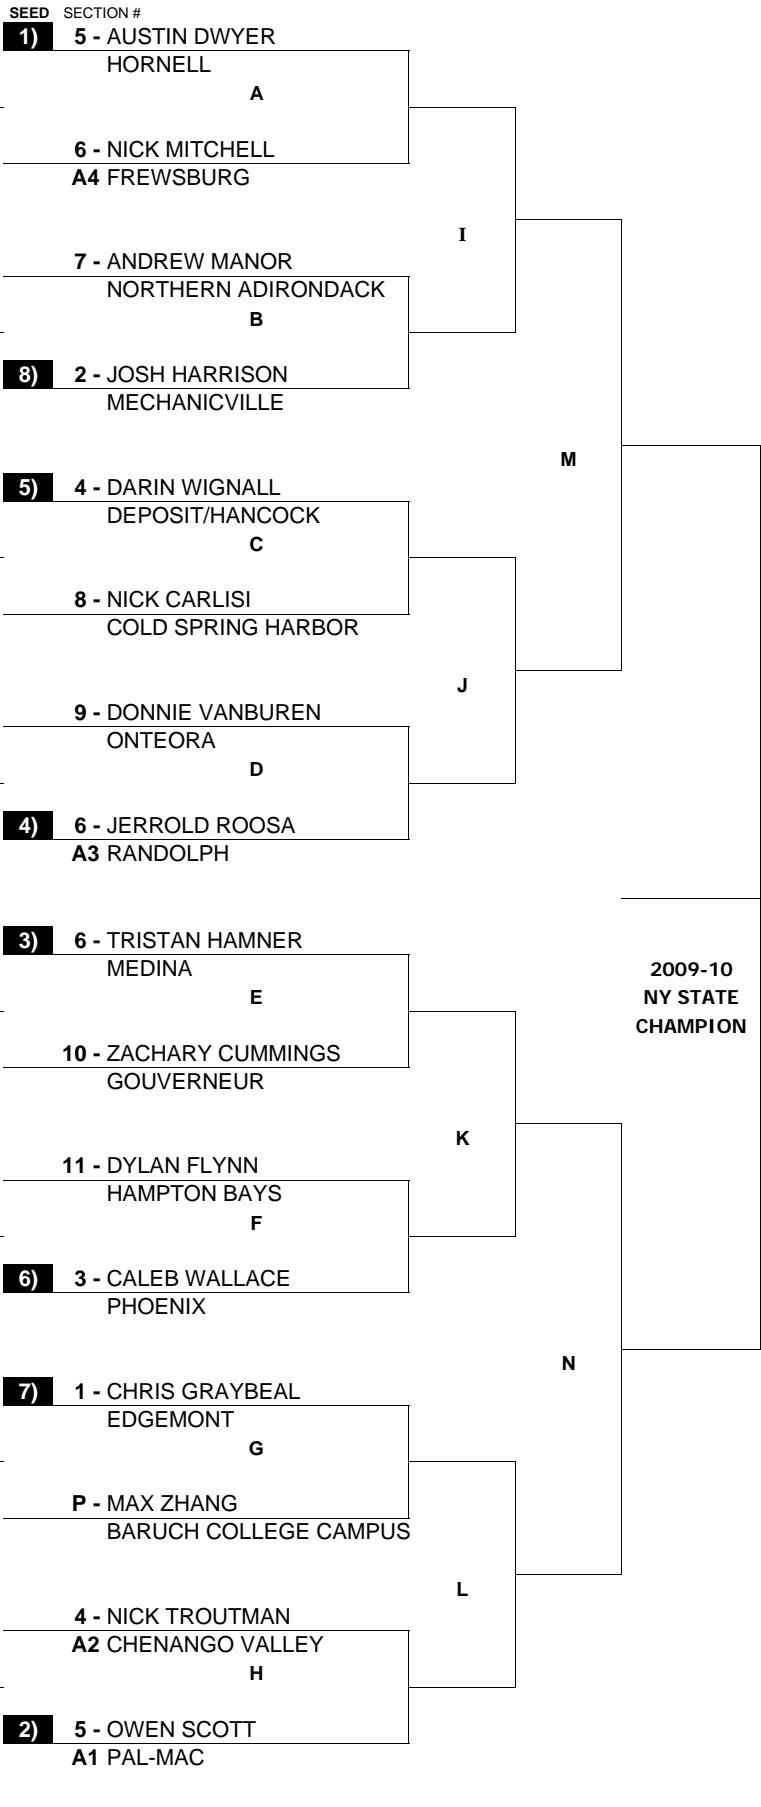 SEED SECTION #
1) 5 - AUSTIN DWYER
HORNELL
A
6 - NICK MITCHELL
A4 FREWSBURG
I
7 - ANDREW MANOR
NORTHERN ADIRONDACK
B
8) 2 - JOSH HARRISON
MECHANICVILLE
M
5) 4 - DARIN WIGNALL
DEPOSIT/HANCOCK
C
8 - NICK CARLISI
COLD SPRING HARBOR
J
9 - DONNIE VANBUREN
ONTEORA
D
4) 6 - JERROLD ROOSA
A3 RANDOLPH
3) 6 - TRISTAN HAMNER
MEDINA
2009-10
E
NY STATE
CHAMPION
10 - ZACHARY CUMMINGS
GOUVERNEUR
K
11 - DYLAN FLYNN
HAMPTON BAYS
F
6) 3 - CALEB WALLACE
PHOENIX
N
7) 1 - CHRIS GRAYBEAL
EDGEMONT
G
P - MAX ZHANG
BARUCH COLLEGE CAMPUS
L
4 - NICK TROUTMAN
A2 CHENANGO VALLEY
H
2) 5 - OWEN SCOTT
A1 PAL-MAC